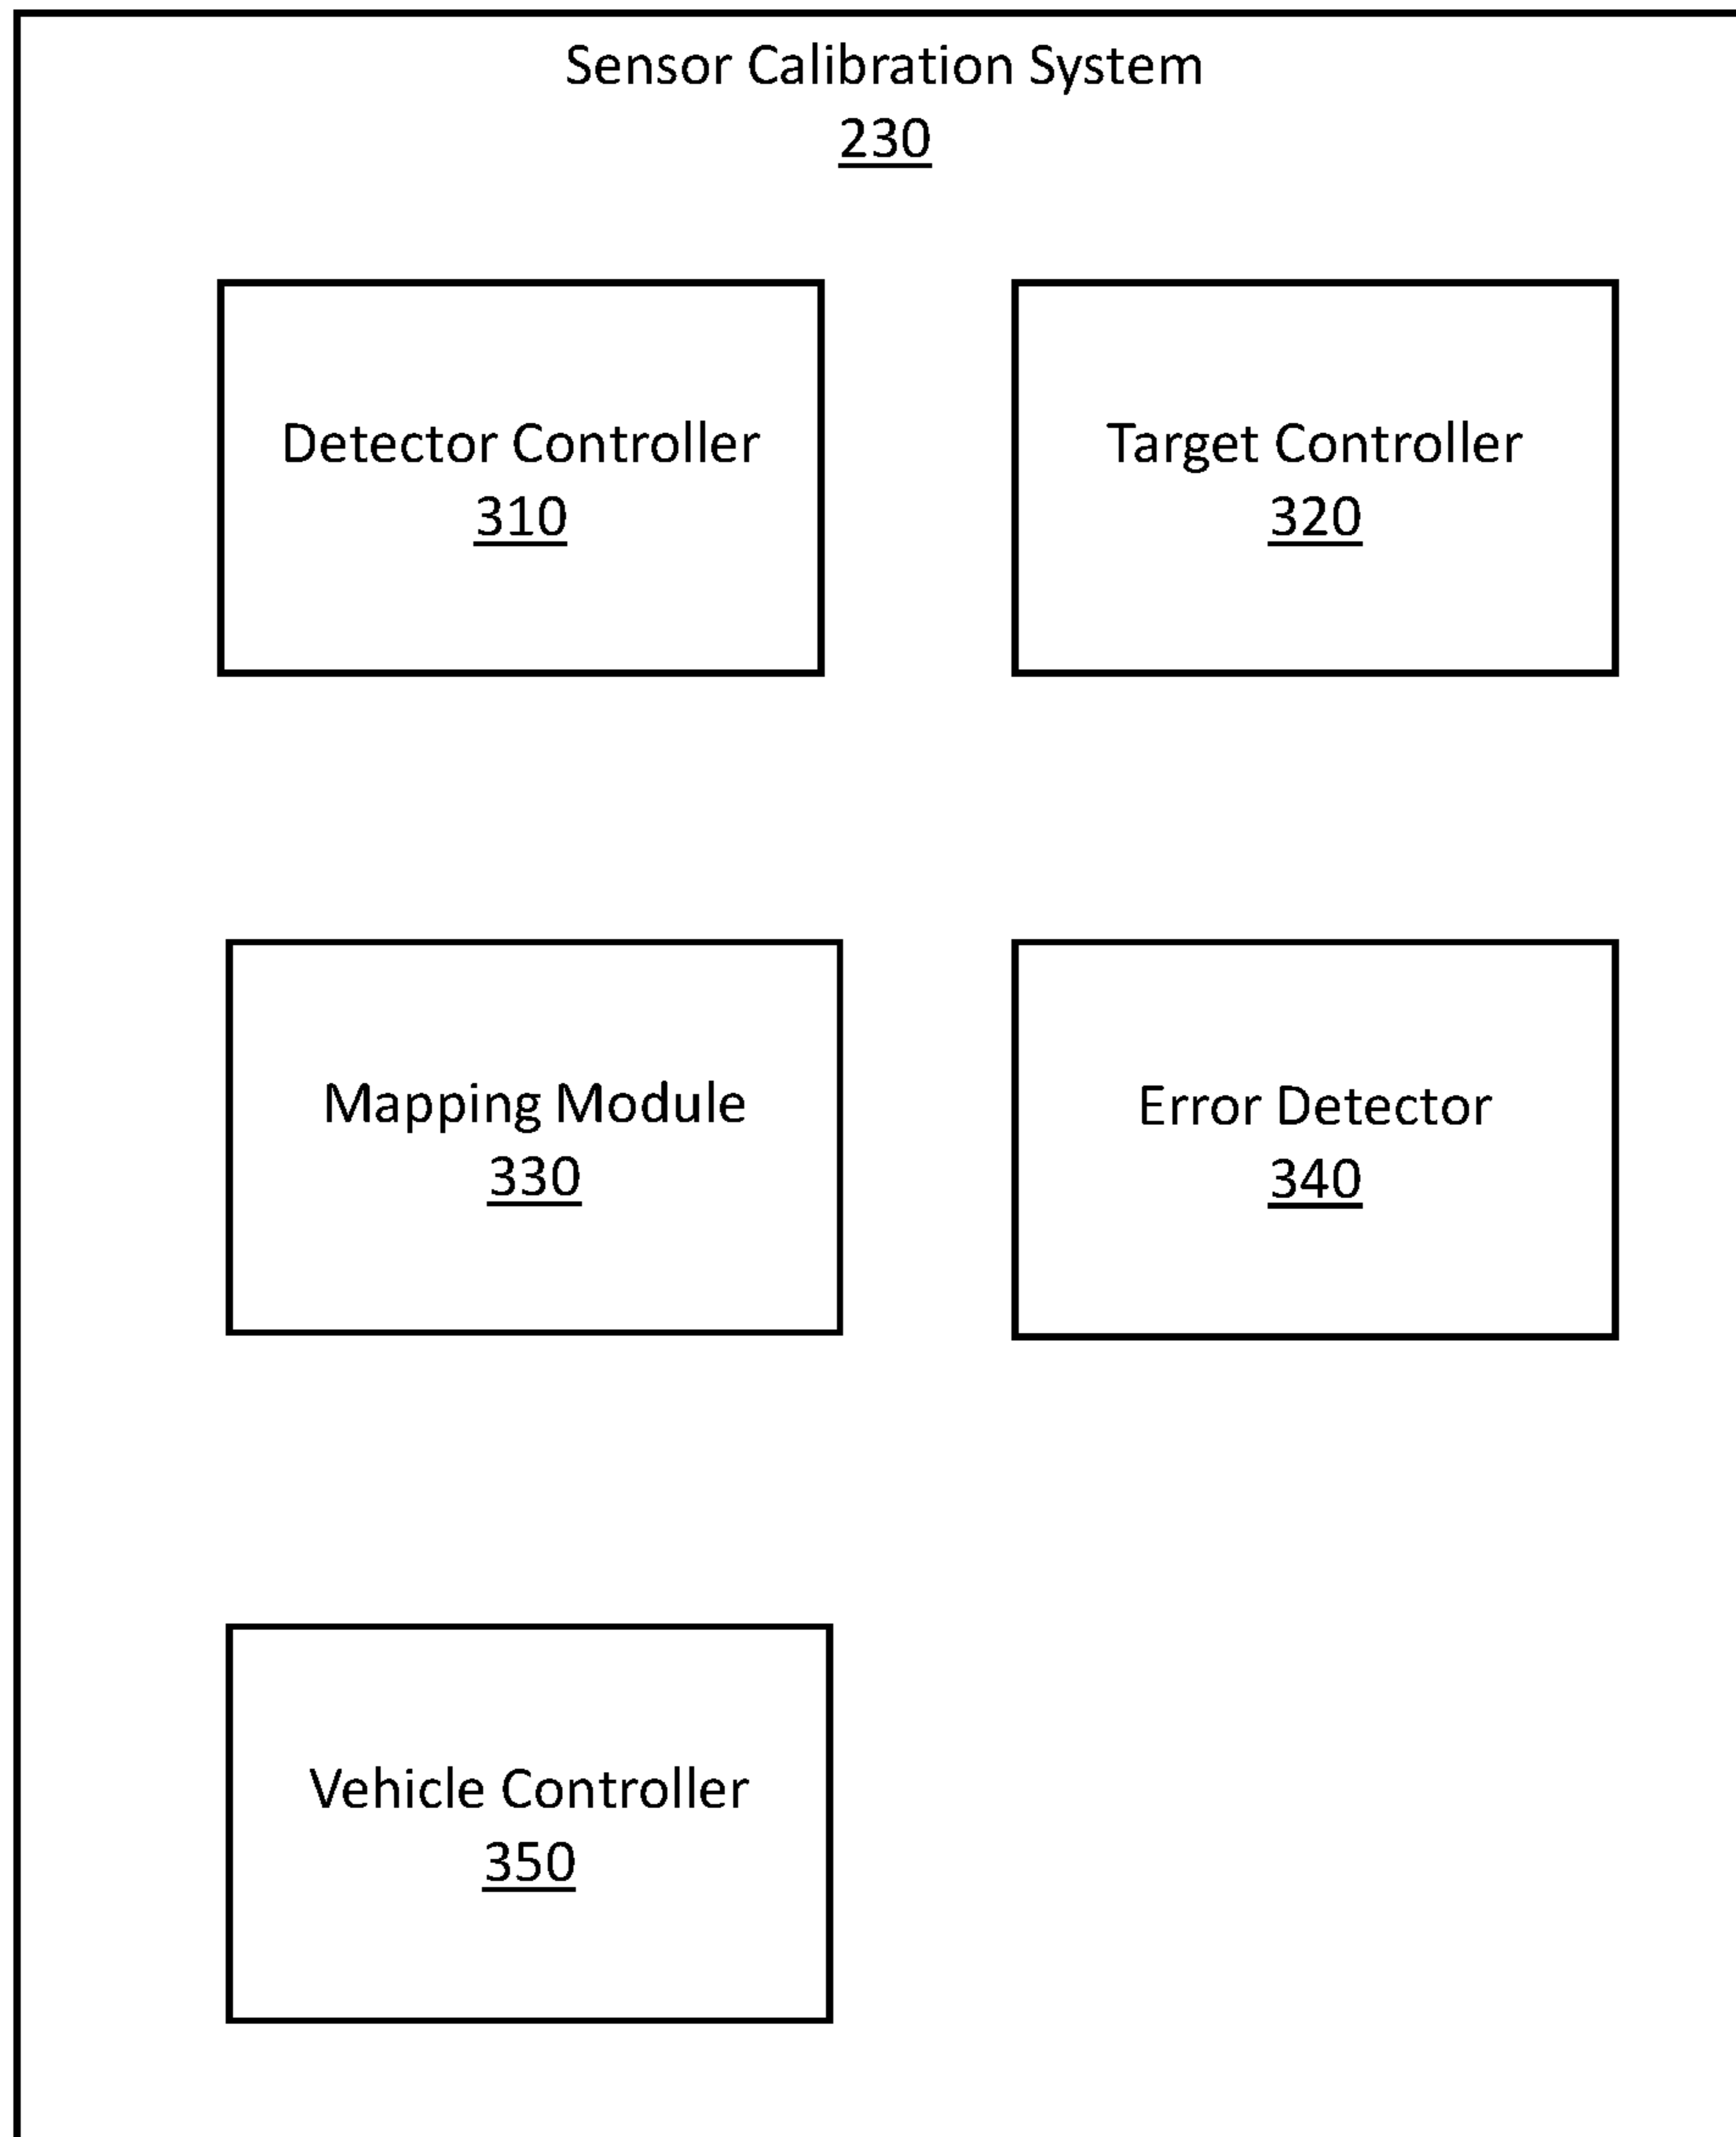 Sensor Calibration System
230
Detector Controller
310
Target Controller
320
Mapping Module
330
Error Detector
340
Vehicle Controller
350